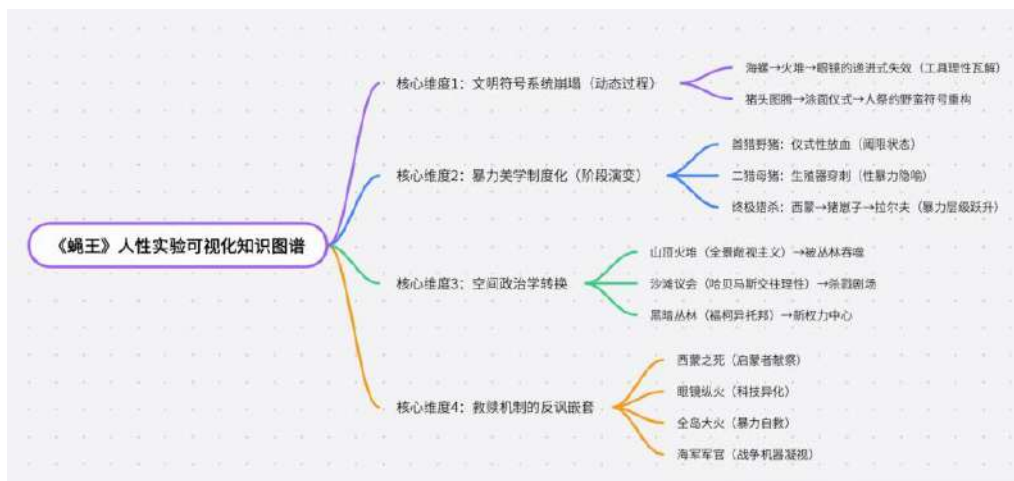 《蝇王》人性实验可视化知识图谱
核心维度1：文明符号系统崩塌（动态过程）
海螺→火堆→眼镜的递进式失效（工具理性瓦解）
猪头图腾→涂面仪式→人祭的野蛮符号重构
核心维度2：暴力美学制度化（阶段演变）
首猎野猪：仪式性放血（阈限状态）
二猎母猪：生殖器穿刺（性暴力隐喻）
终极猎杀：西蒙→猪崽子→拉尔夫（暴力层级跃升）
核心维度3：空间政治学转换
山顶火堆（全景敞视主义）→被丛林吞噬
沙滩议会（哈贝马斯交往理性）→杀戮剧场
黑暗丛林（福柯异托邦）→新权力中心
核心维度4：救赎机制的反讽嵌套
西蒙之死（启蒙者献祭）
眼镜纵火（科技异化）
全岛大火（暴力自救）
海军军官（战争机器凝视）